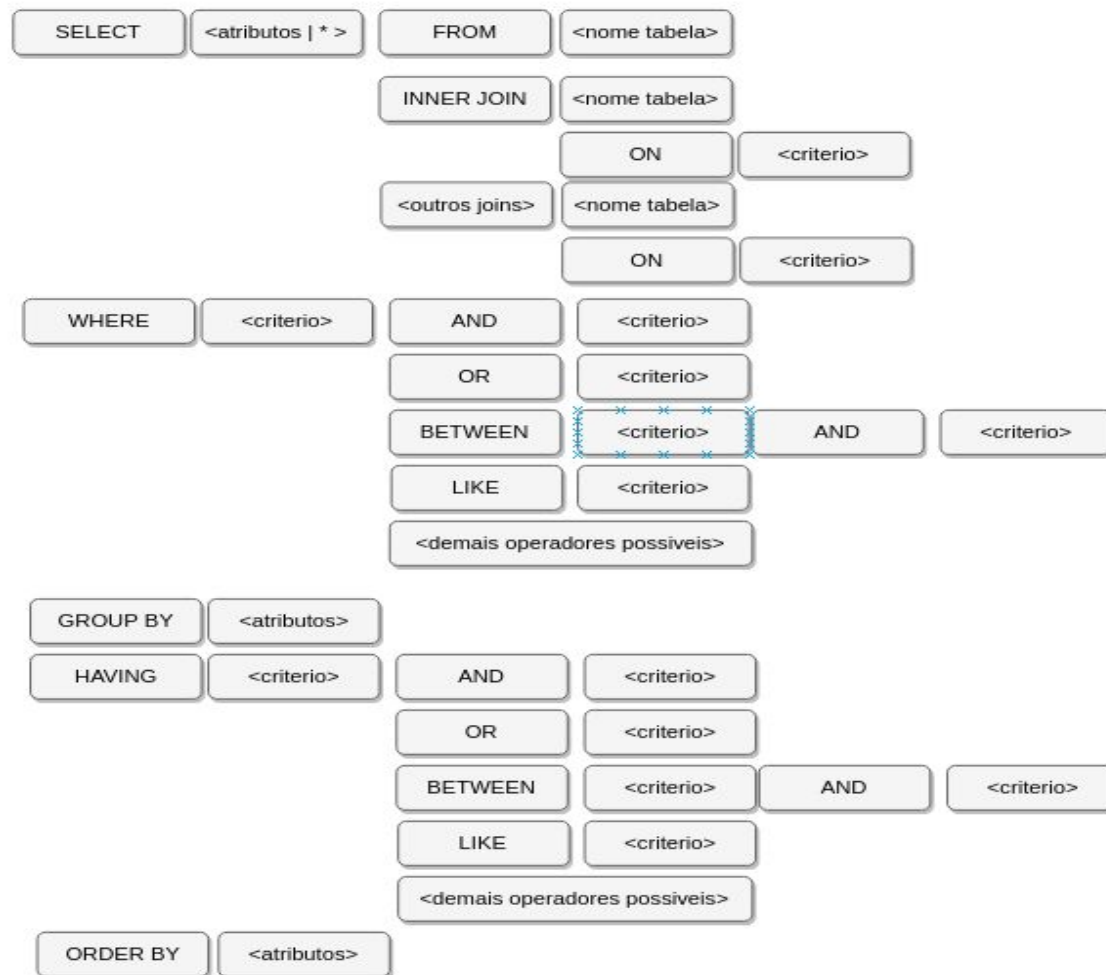 SELECT <atributos | * > FROM <nome tabela>
INNER JOIN <nome tabela>
ON <criterio>
<outros joins> <nome tabela>
ON <criterio>
WHERE <criterio> AND <criterio>
OR <criterio>
BETWEEN <criterio> AND <criterio>
LIKE <criterio>
<demais operadores possiveis>
GROUP BY <atributos>
HAVING <criterio> AND <criterio>
OR <criterio>
BETWEEN <criterio> AND <criterio>
LIKE <criterio>
<demais operadores possiveis>
ORDER BY <atributos>